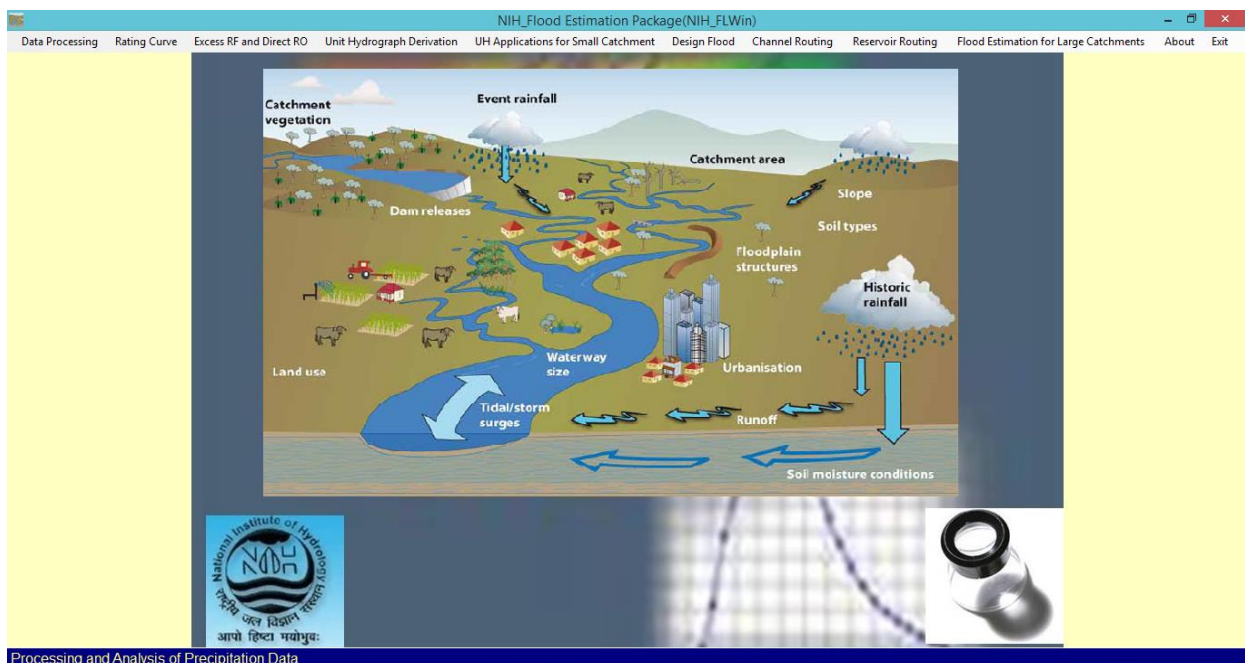 NIH_Flood Estimation Package(NIH_FLWin)
Data Processing Rating Curve Excess RF and Direct RO Unit Hydrograph Derivation UH Applications for Small Catchment Design Flood Channel Routing Reservoir Routing Flood Estimation for Large Catchments About Exit
Catchment
vegetation
Event rainfall
Catchment area
Slope
Dam releases
Soil types
Floodplain
structures
Historic
rainfall
Waterway
size
Urbanisation
Land use
Tidal/storm
surges
Runoff
Soil moisture conditions
National Institute of Hydrology
NIH
राष्ट्रीय जल विज्ञान संस्थान
आपो हिष्टा मयोभुवः
Processing and Analysis of Precipitation Data